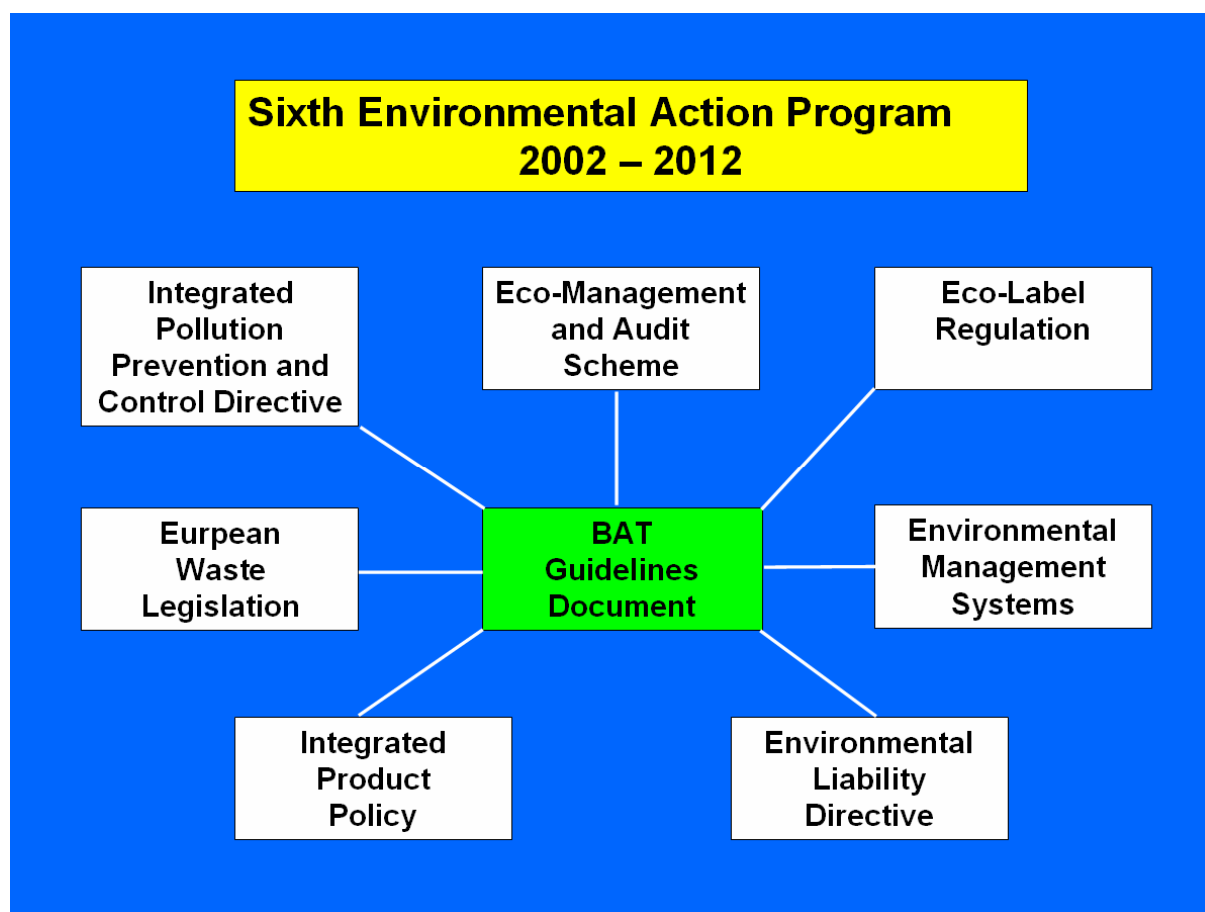 Sixth Environmental Action Program
2002 – 2012
Integrated
Pollution
Prevention and
Control Directive
Eco-Management
and Audit
Scheme
Eco-Label
Regulation
Eurpean
Waste
Legislation
BAT
Guidelines
Document
Environmental
Management
Systems
Integrated
Product
Policy
Environmental
Liability
Directive